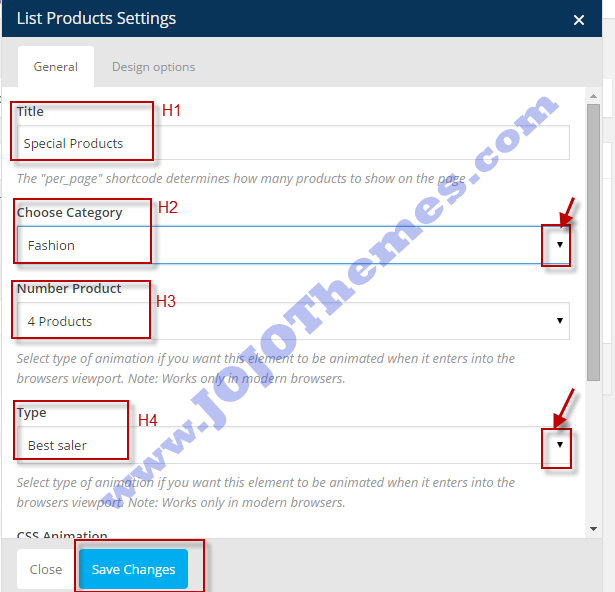 List Products Settings ×
General Design options
Title H1
Special Products
The "per_page" shortcode determines how many products to show on the page
Choose Category H2
Fashion
Number Product H3
4 Products
Select type of animation if you want this element to be animated when it enters into the
browsers viewport. Note: Works only in modern browsers.
Type H4
Best saler
Select type of animation if you want this element to be animated when it enters into the
browsers viewport. Note: Works only in modern browsers.
CSS Animation
Close Save Changes
www.JoJoThemes.com